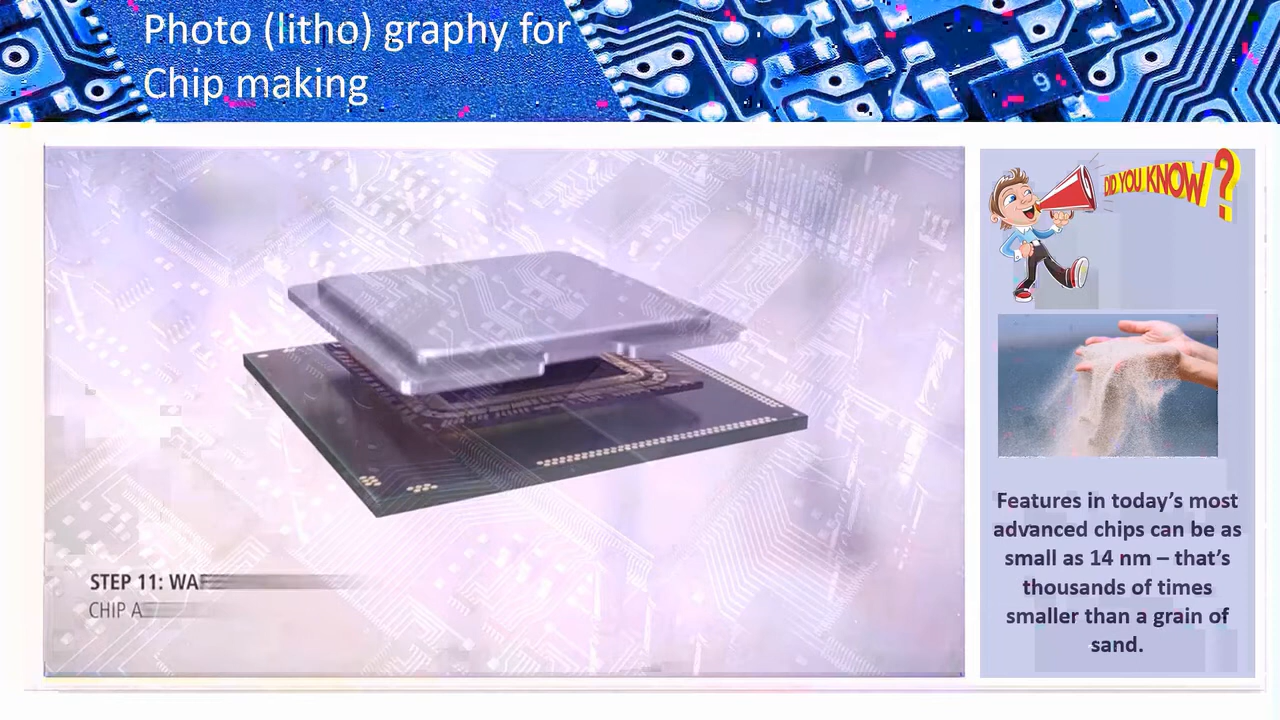 Photo (litho) graphy for
Chip making
DID YOU KNOW ?
Features in today's most
advanced chips can be as
small as 14 nm – that's
thousands of times
smaller than a grain of
sand.
STEP 11: WA
CHIP A
9